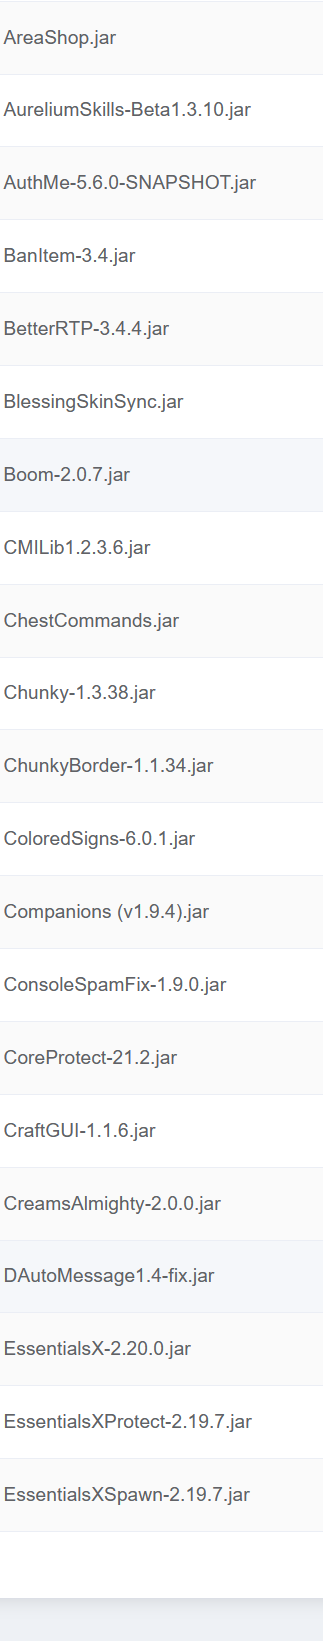 AreaShop.jar
AureliumSkills-Beta1.3.10.jar
AuthMe-5.6.0-SNAPSHOT.jar
BanItem-3.4.jar
BetterRTP-3.4.4.jar
BlessingSkinSync.jar
Boom-2.0.7.jar
CMILib1.2.3.6.jar
ChestCommands.jar
Chunky-1.3.38.jar
ChunkyBorder-1.1.34.jar
ColoredSigns-6.0.1.jar
Companions (v1.9.4).jar
ConsoleSpamFix-1.9.0.jar
CoreProtect-21.2.jar
CraftGUI-1.1.6.jar
CreamsAlmighty-2.0.0.jar
DAutoMessage1.4-fix.jar
EssentialsX-2.20.0.jar
EssentialsXProtect-2.19.7.jar
EssentialsXSpawn-2.19.7.jar